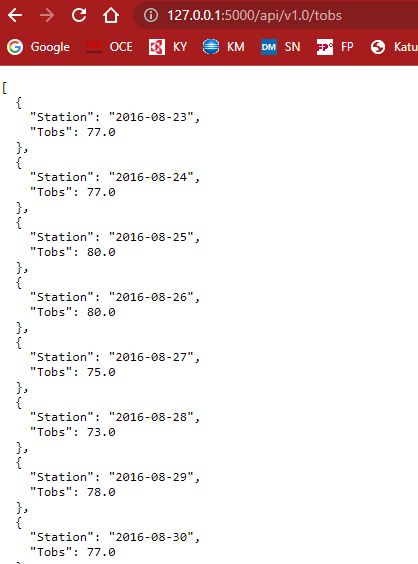 127.0.0.1:5000/api/v1.0/tobs
Google OCE KY KM DM SN FP° FP Katu
[
  {
    "Station": "2016-08-23",
    "Tobs": 77.0
  },
  {
    "Station": "2016-08-24",
    "Tobs": 77.0
  },
  {
    "Station": "2016-08-25",
    "Tobs": 80.0
  },
  {
    "Station": "2016-08-26",
    "Tobs": 80.0
  },
  {
    "Station": "2016-08-27",
    "Tobs": 75.0
  },
  {
    "Station": "2016-08-28",
    "Tobs": 73.0
  },
  {
    "Station": "2016-08-29",
    "Tobs": 78.0
  },
  {
    "Station": "2016-08-30",
    "Tobs": 77.0